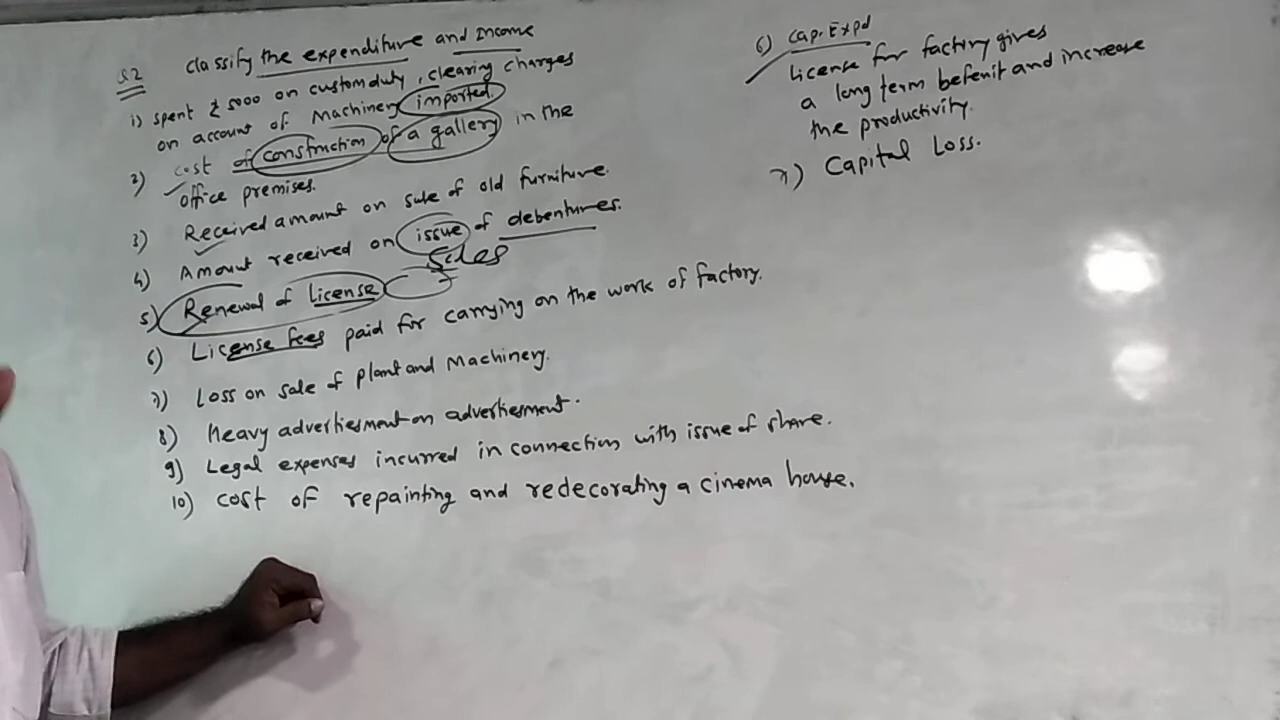 S2 classify the expenditure and Income
1) spent ₹ 5000 on customduty, clearing charges
on account of Machinery imported.
2) cost of construction of a gallery in the
office premises.
3) Received amount on sale of old furniture.
4) Amount received on issue of debentures.
5) Renewal of License
6) License fees paid for carrying on the work of factory.
7) Loss on sale of plant and Machinery.
8) Heavy advertiesment on advertiesment.
9) Legal expenses incurred in connection with issue of share.
10) cost of repainting and redecorating a cinema house.
6) Cap. Expd
License for factory gives
a long term befenit and increase
the productivity.
7) Capital Loss.